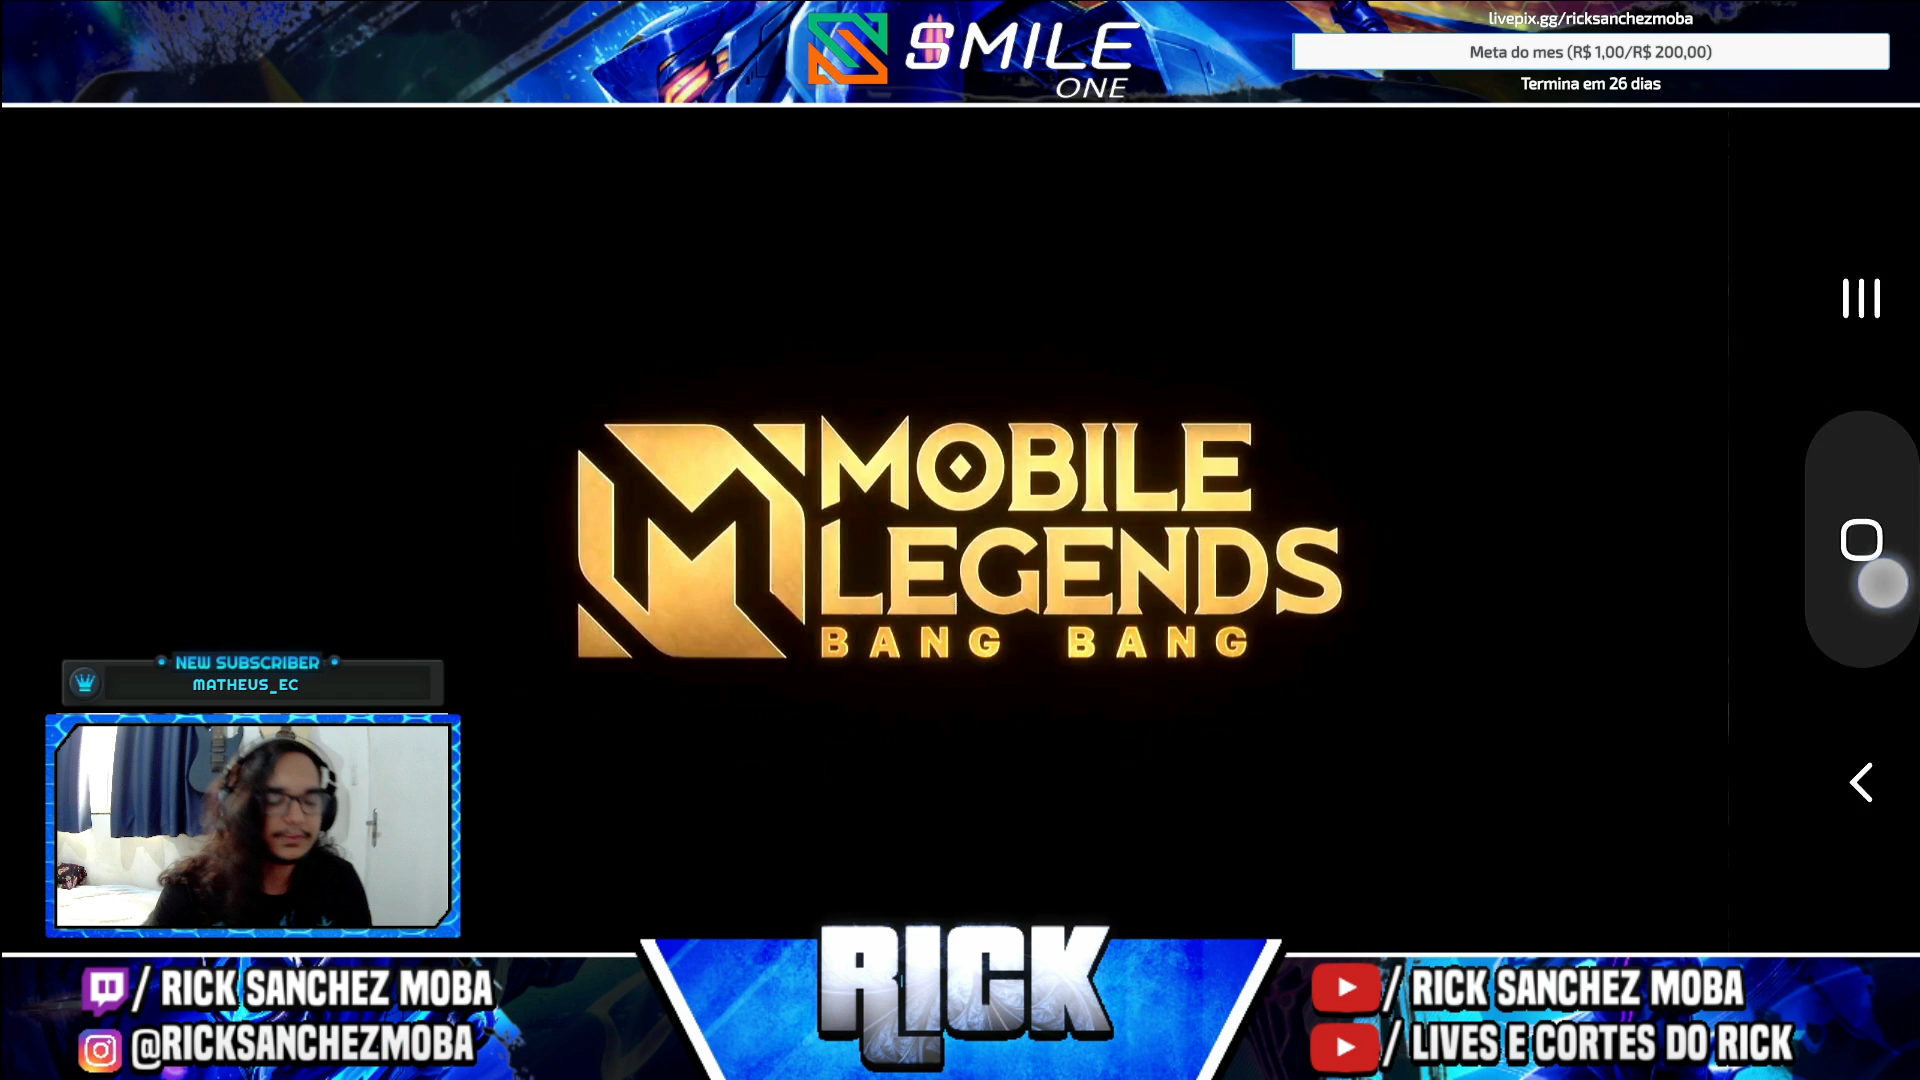 SMILE
ONE
livepix.gg/ricksanchezmoba
Meta do mes (R$ 1,00/R$ 200,00)
Termina em 26 dias
MOBILE
LEGENDS
BANG BANG
NEW SUBSCRIBER
MATHEUS_EC
RICK
/ RICK SANCHEZ MOBA
@RICKSANCHEZMOBA
/ RICK SANCHEZ MOBA
/ LIVES E CORTES DO RICK